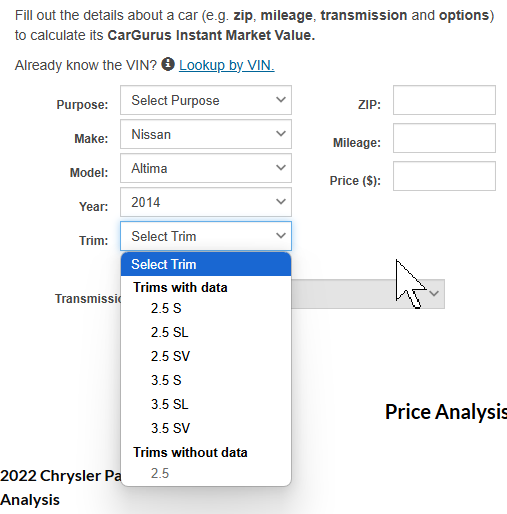 Fill out the details about a car (e.g. zip, mileage, transmission and options)
to calculate its CarGurus Instant Market Value.
Already know the VIN? Lookup by VIN.
Purpose: Select Purpose
ZIP:
Make: Nissan
Mileage:
Model: Altima
Price ($):
Year: 2014
Trim: Select Trim
Select Trim
Trims with data
Transmissi
2.5 S
2.5 SL
2.5 SV
3.5 S
3.5 SL
3.5 SV
Price Analysis
Trims without data
2.5
2022 Chrysler Pa
Analysis